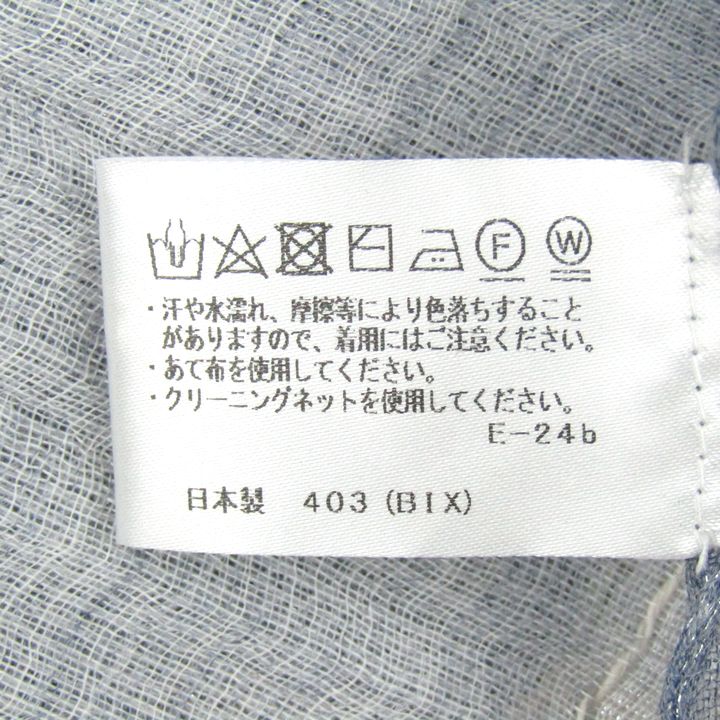 F W
・汗や水濡れ、摩擦等により色落ちすること
がありますので、着用にはご注意ください。
・あて布を使用してください。
・クリーニングネットを使用してください。
E-24b
日本製 403(BIX)